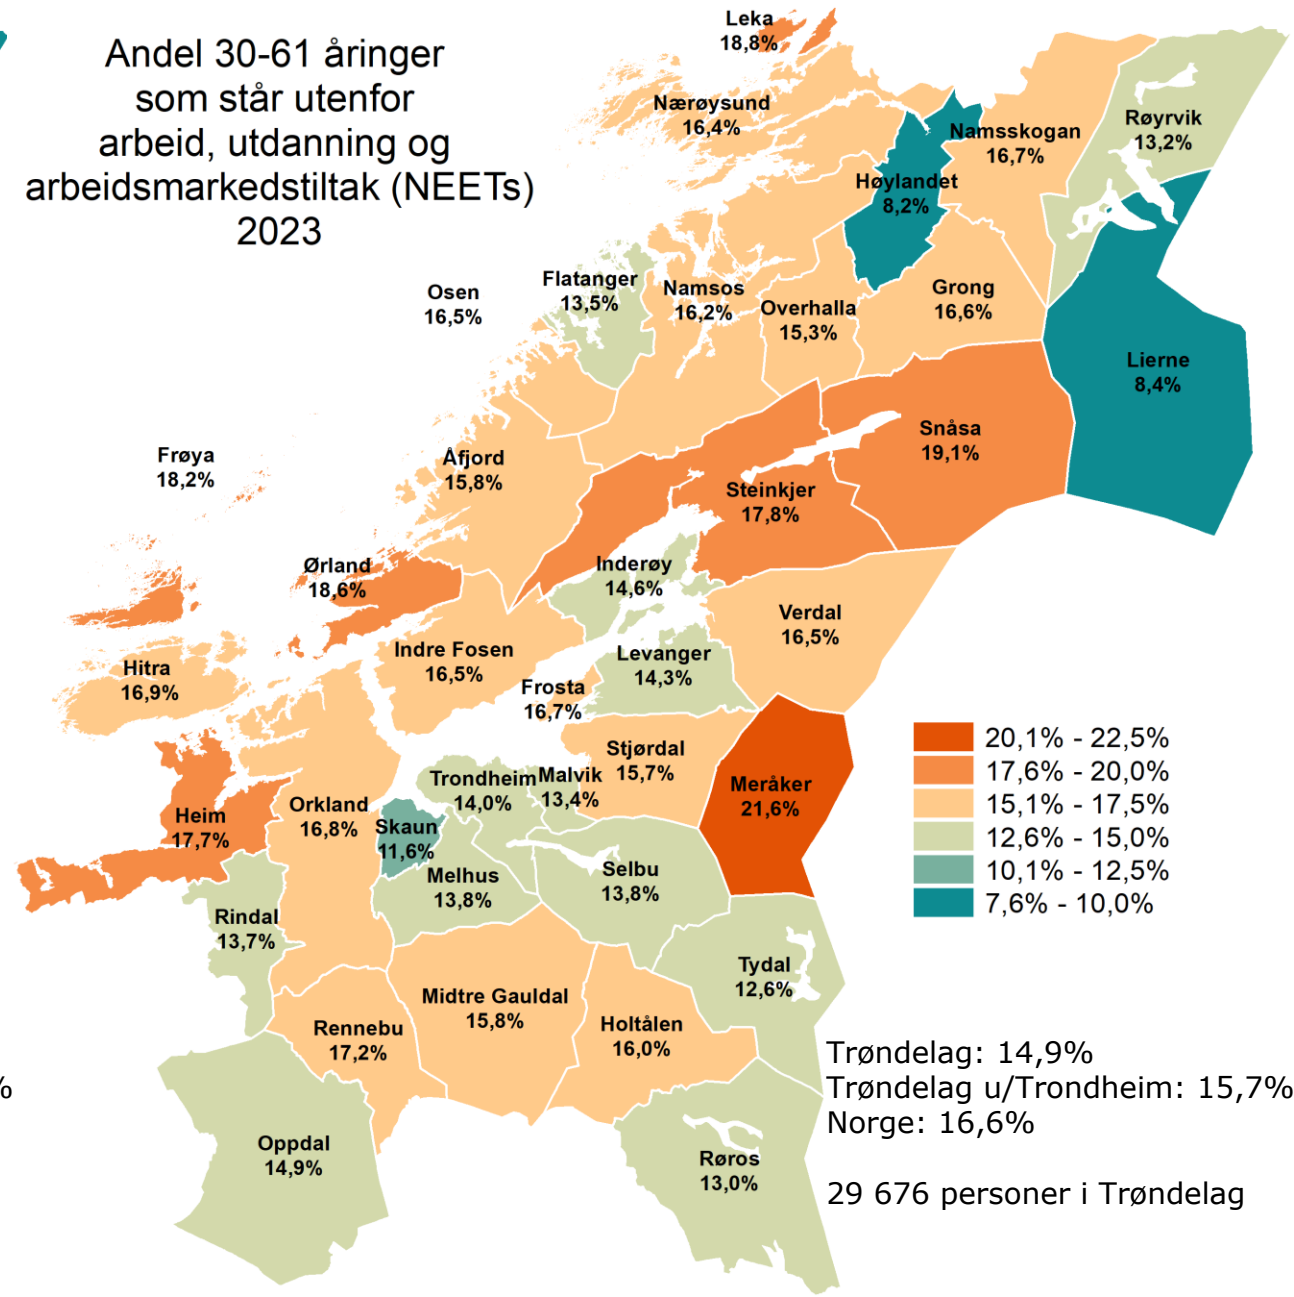 Andel 30-61 åringer
som står utenfor
arbeid, utdanning og
arbeidsmarkedstiltak (NEETs)
2023
Leka
18,8%
Nærøysund
16,4%
Namsskogan
16,7%
Røyrvik
13,2%
Høylandet
8,2%
Osen
16,5%
Flatanger
13,5%
Namsos
16,2%
Overhalla
15,3%
Grong
16,6%
Lierne
8,4%
Snåsa
19,1%
Frøya
18,2%
Åfjord
15,8%
Steinkjer
17,8%
Ørland
18,6%
Inderøy
14,6%
Verdal
16,5%
Hitra
16,9%
Indre Fosen
16,5%
Levanger
14,3%
Frosta
16,7%
Stjørdal
15,7%
Meråker
21,6%
Trondheim
14,0%
Malvik
13,4%
Heim
17,7%
Orkland
16,8%
Skaun
11,6%
Melhus
13,8%
Selbu
13,8%
Rindal
13,7%
Tydal
12,6%
Midtre Gauldal
15,8%
Rennebu
17,2%
Holtålen
16,0%
Oppdal
14,9%
Røros
13,0%
20,1% - 22,5%
17,6% - 20,0%
15,1% - 17,5%
12,6% - 15,0%
10,1% - 12,5%
7,6% - 10,0%
%
Trøndelag: 14,9%
Trøndelag u/Trondheim: 15,7%
Norge: 16,6%
29 676 personer i Trøndelag